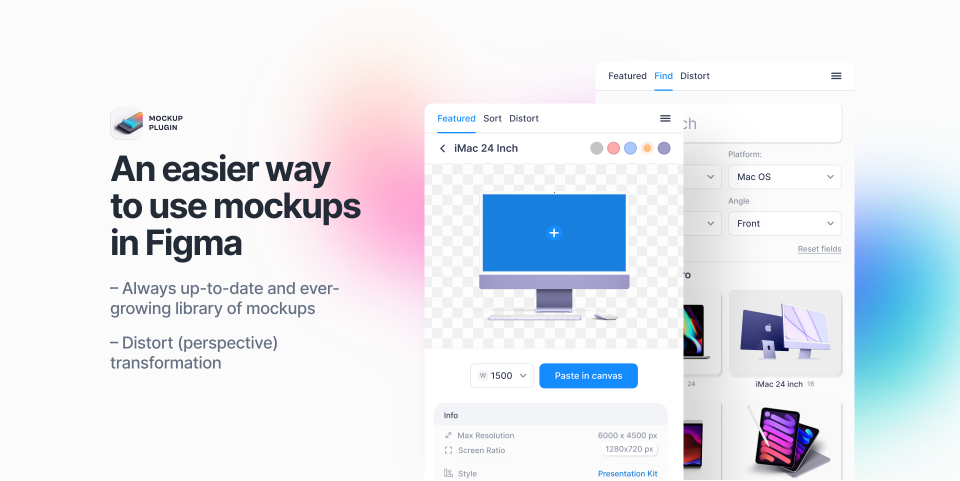 MOCKUP
PLUGIN
An easier way
to use mockups
in Figma
– Always up-to-date and ever-
growing library of mockups
– Distort (perspective)
transformation
Featured Sort Distort
iMac 24 Inch
W 1500
Paste in canvas
Info
Max Resolution 6000 x 4500 px
Screen Ratio 1280x720 px
Style Presentation Kit
Featured Find Distort
ch
Platform:
Mac OS
Angle
Front
Reset fields
ro
24
iMac 24 inch 16